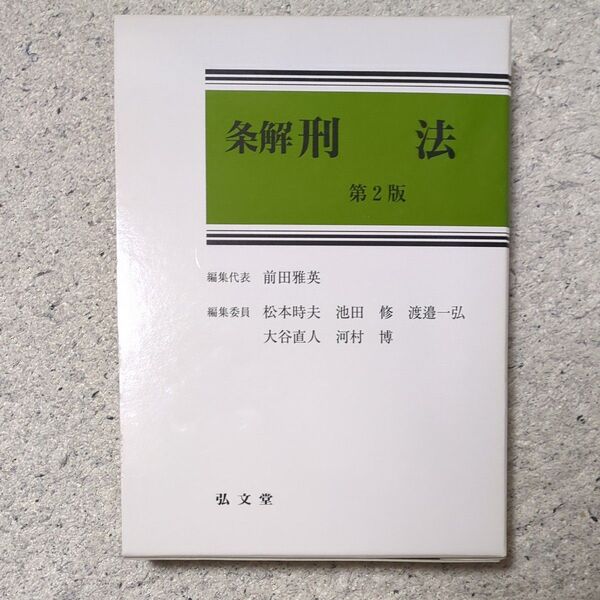 条解刑 法
第2版
編集代表 前田雅英
編集委員 松本時夫 池田 修 渡邉一弘
大谷直人 河村 博
弘文堂